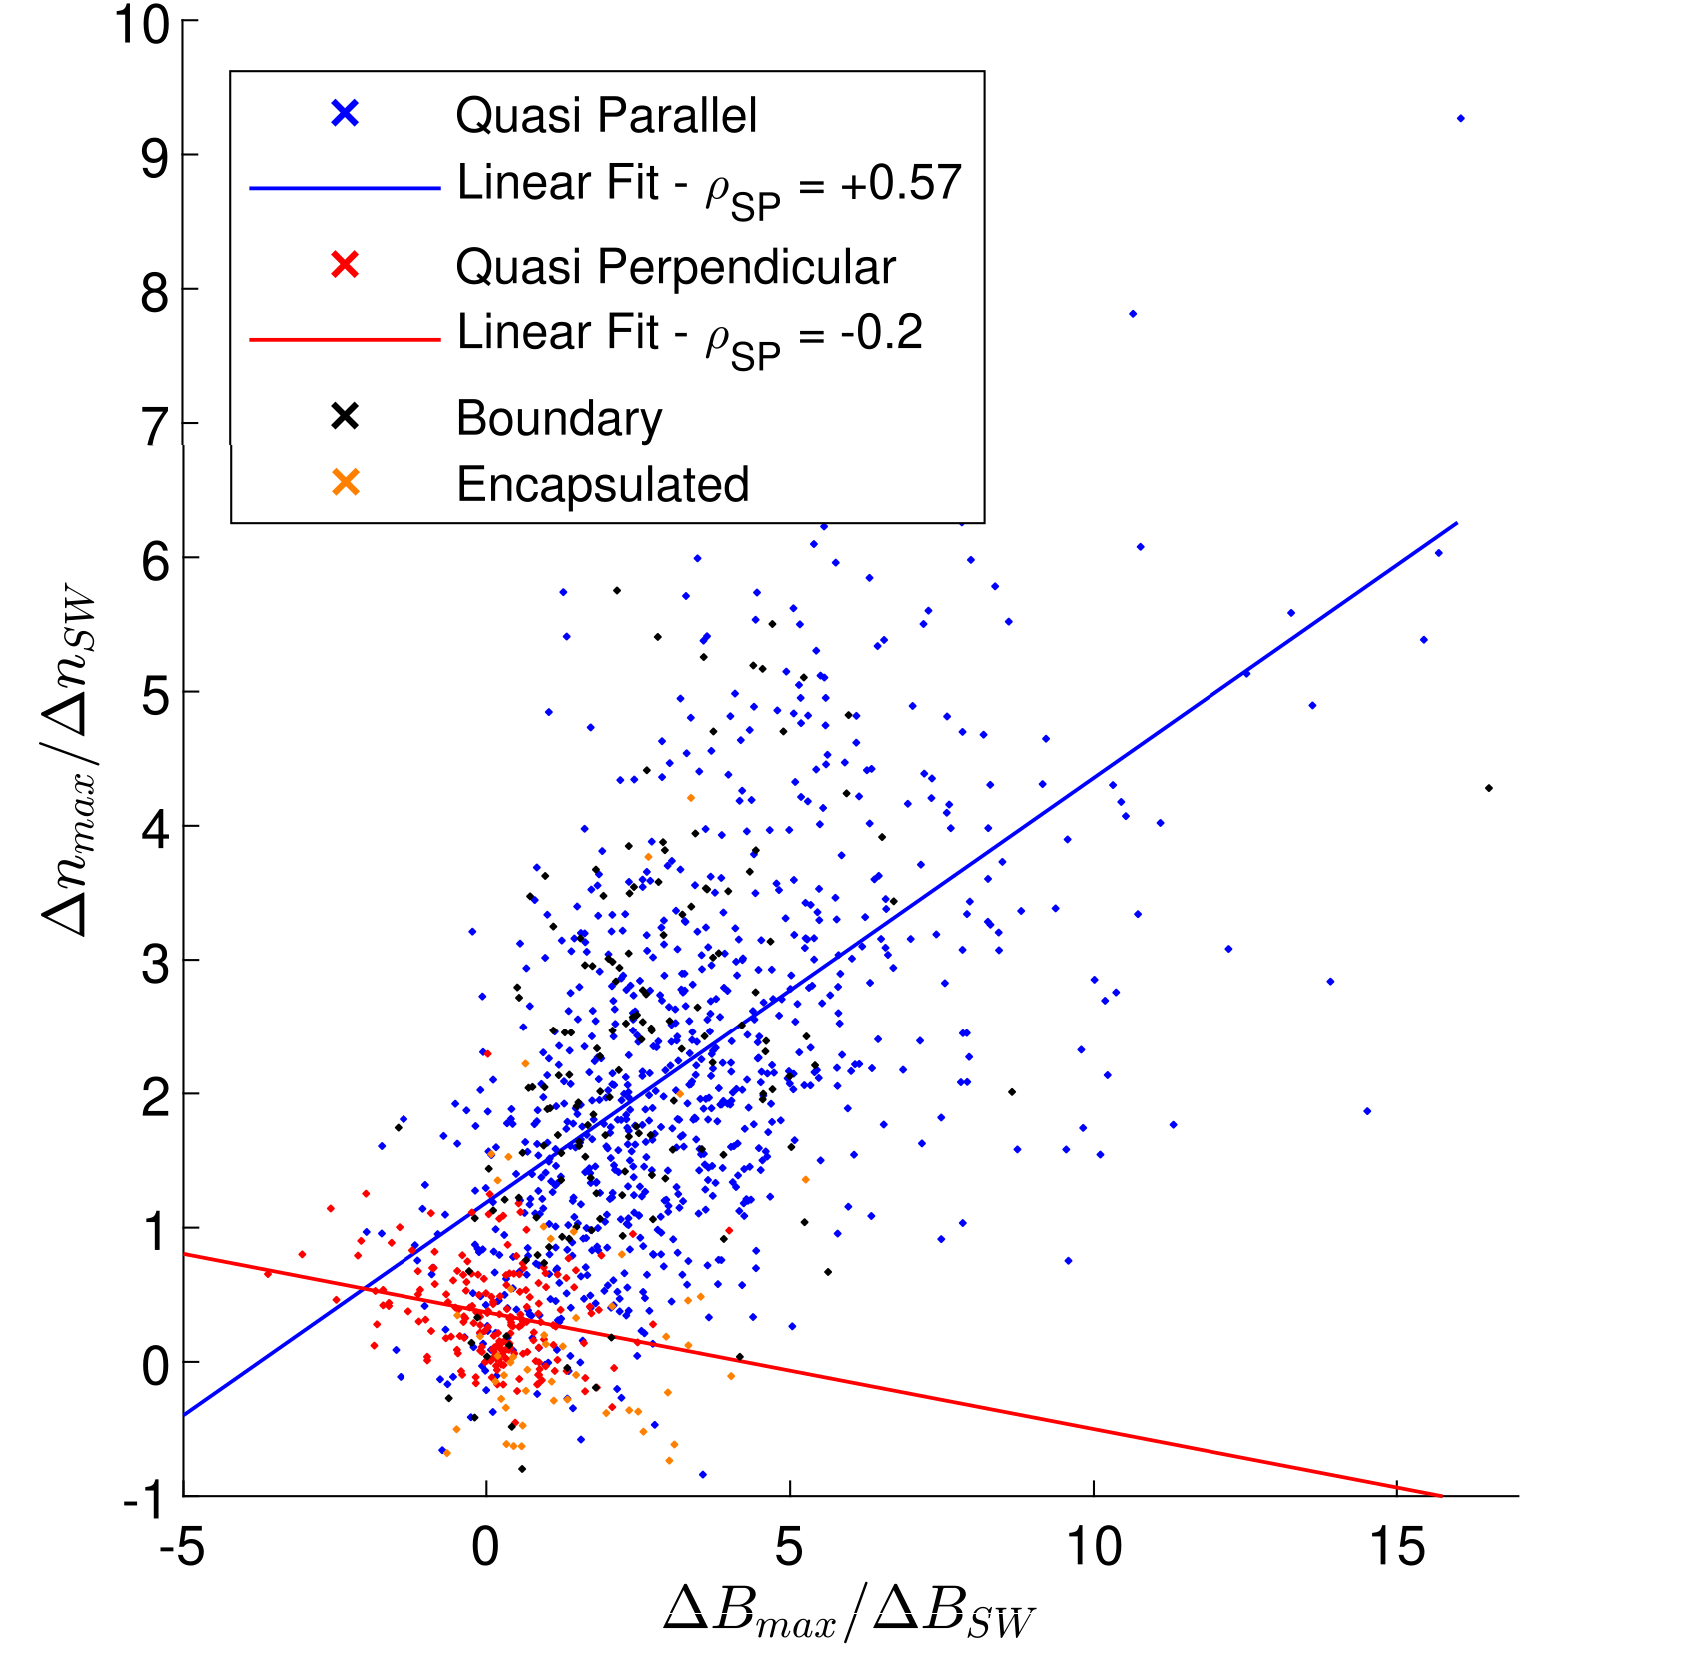 10
9
8
7
6
5
4
3
2
1
0
-1
Quasi Parallel
Linear Fit - ρSP = +0.57
Quasi Perpendicular
Linear Fit - ρSP = -0.2
Boundary
Encapsulated
Δnmax/ΔnSW
-5 0 5 10 15
ΔBmax/ΔBSW